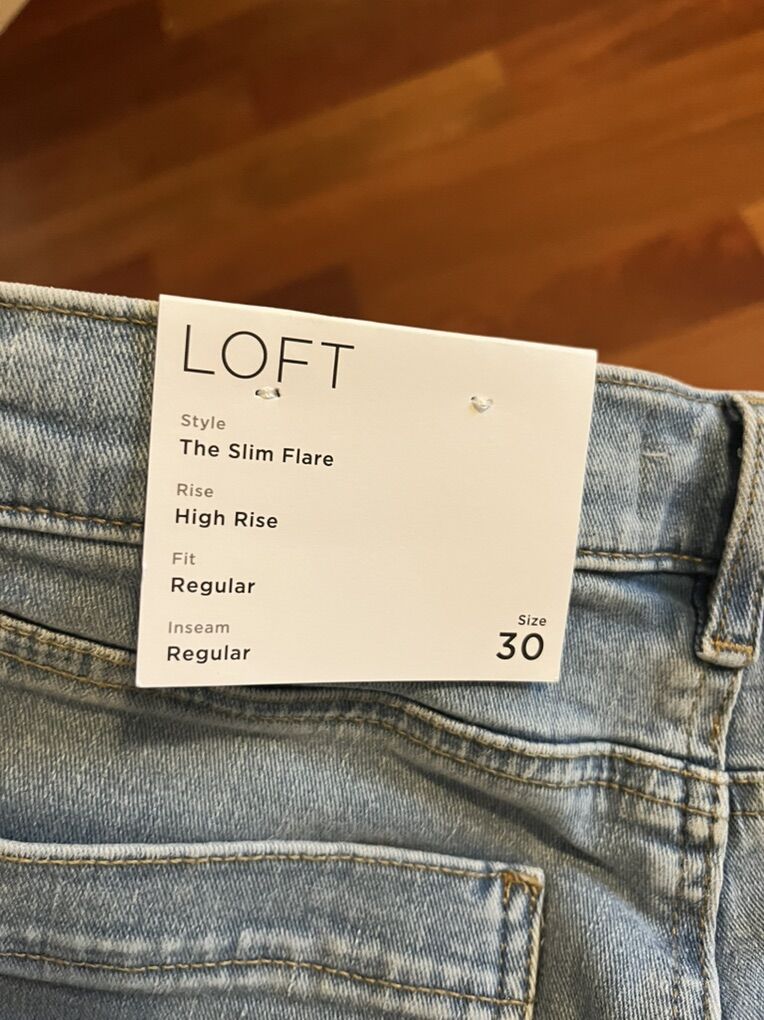 LOFT
Style
The Slim Flare
Rise
High Rise
Fit
Regular
Inseam
Regular
Size
30